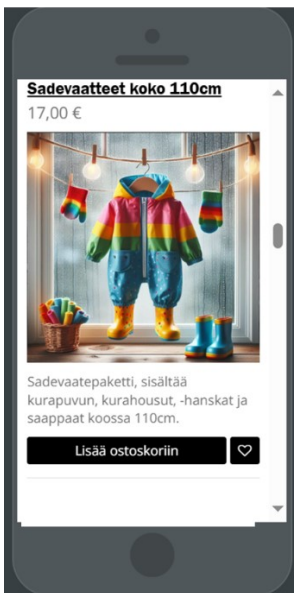 Sadevaatteet koko 110cm
17,00 €
Sadevaatepaketti, sisältää
kurapuvun, kurahousut, -hanskat ja
saappaat koossa 110cm.
Lisää ostoskoriin